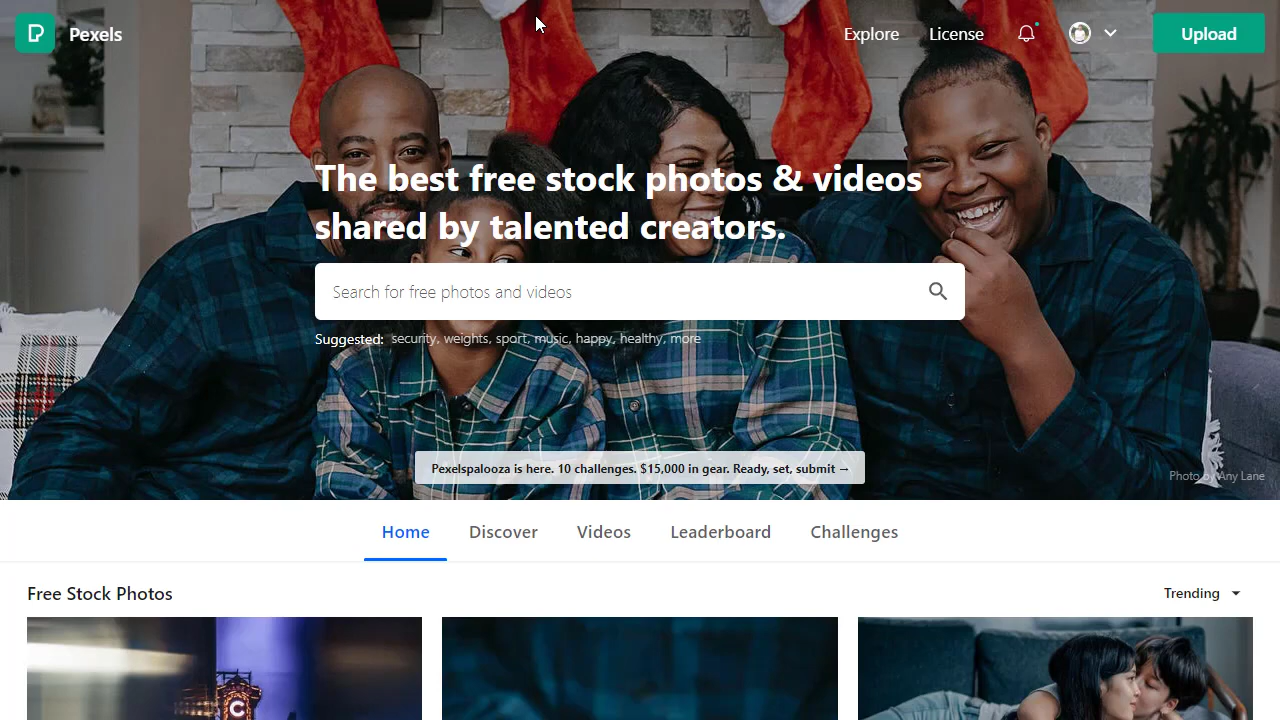 Pexels
Explore
License
Upload
The best free stock photos & videos
shared by talented creators.
Search for free photos and videos
Suggested: security, weights, sport, music, happy, healthy, more
Pexelspalooza is here. 10 challenges. $15,000 in gear. Ready, set, submit →
Photo by Any Lane
Home
Discover
Videos
Leaderboard
Challenges
Free Stock Photos
Trending
C